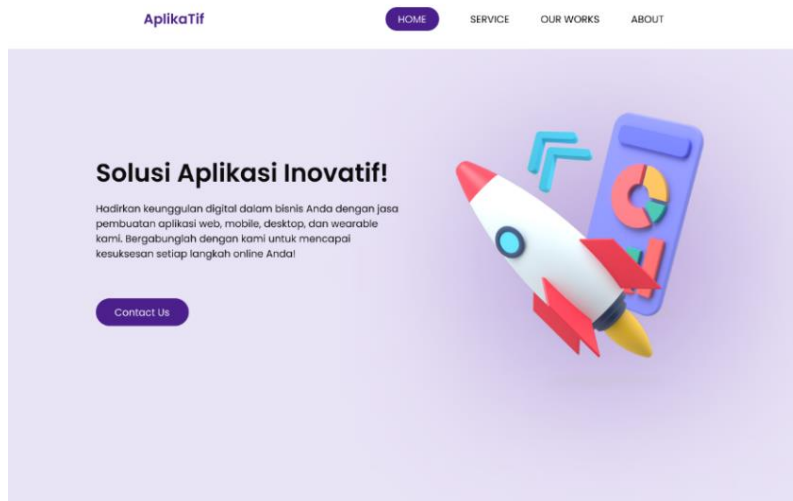 AplikaTif
HOME SERVICE OUR WORKS ABOUT
Solusi Aplikasi Inovatif!
Hadirkan keunggulan digital dalam bisnis Anda dengan jasa
pembuatan aplikasi web, mobile, desktop, dan wearable
kami. Bergabunglah dengan kami untuk mencapai
kesuksesan setiap langkah online Anda!
Contact Us